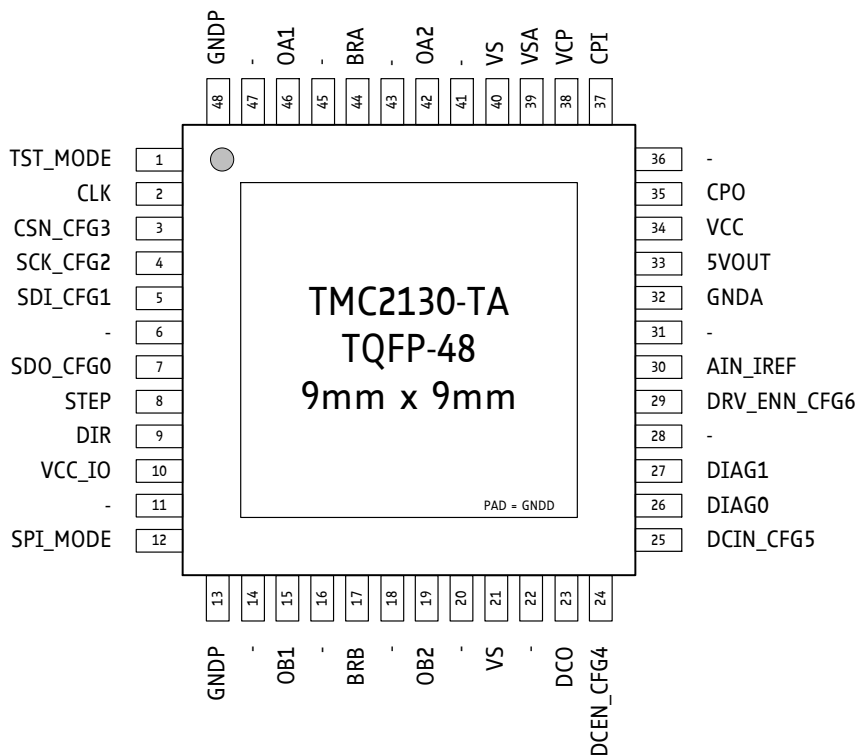 GNDP - OA1 - BRA - OA2 - VS VSA VCP CPI
48 47 46 45 44 43 42 41 40 39 38 37
TST_MODE 1
CLK 2
CSN_CFG3 3
SCK_CFG2 4
SDI_CFG1 5
- 6
SDO_CFG0 7
STEP 8
DIR 9
VCC_IO 10
- 11
SPI_MODE 12
TMC2130-TA
TQFP-48
9mm x 9mm
PAD = GNDD
36 -
35 CPO
34 VCC
33 5VOUT
32 GNDA
31 -
30 AIN_IREF
29 DRV_ENN_CFG6
28 -
27 DIAG1
26 DIAG0
25 DCIN_CFG5
13 14 15 16 17 18 19 20 21 22 23 24
GNDP - OB1 - BRB - OB2 - VS - DCO DCEN_CFG4